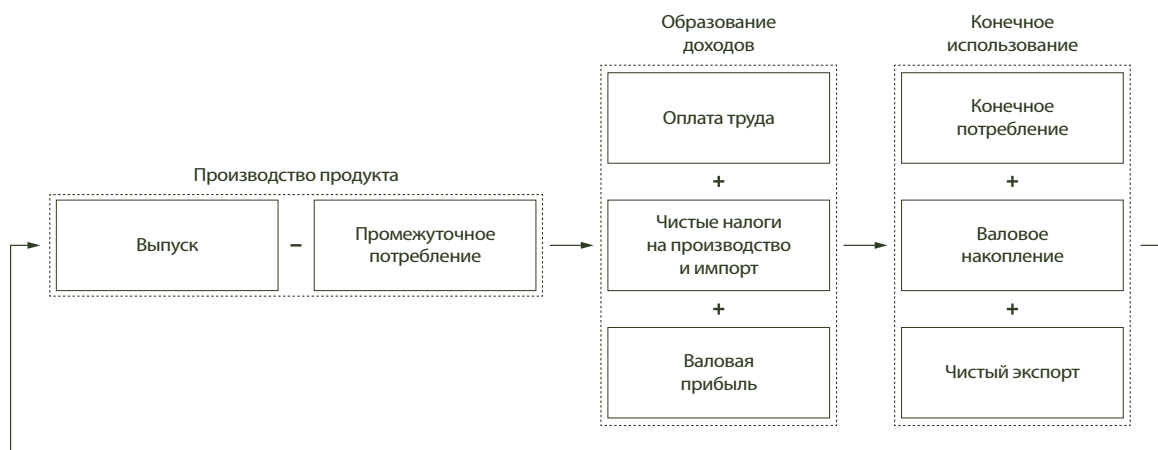 Образование
доходов
Конечное
использование
Производство продукта
Выпуск
–
Промежуточное
потребление
Оплата труда
+
Чистые налоги
на производство
и импорт
+
Валовая
прибыль
Конечное
потребление
+
Валовое
накопление
+
Чистый экспорт